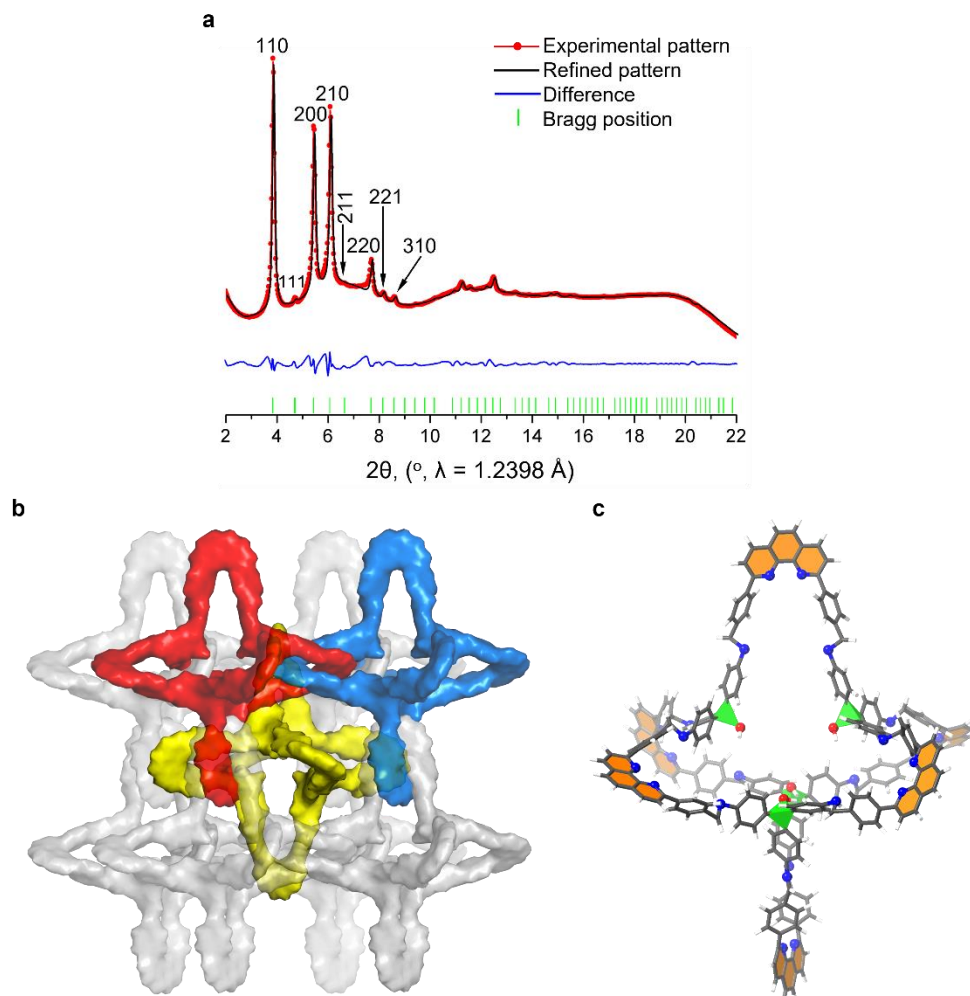 a
110
200
210
111
211
220
221
310
Experimental pattern
Refined pattern
Difference
Bragg position
2 4 6 8 10 12 14 16 18 20 22
2θ, (º, λ = 1.2398 Å)
b
c